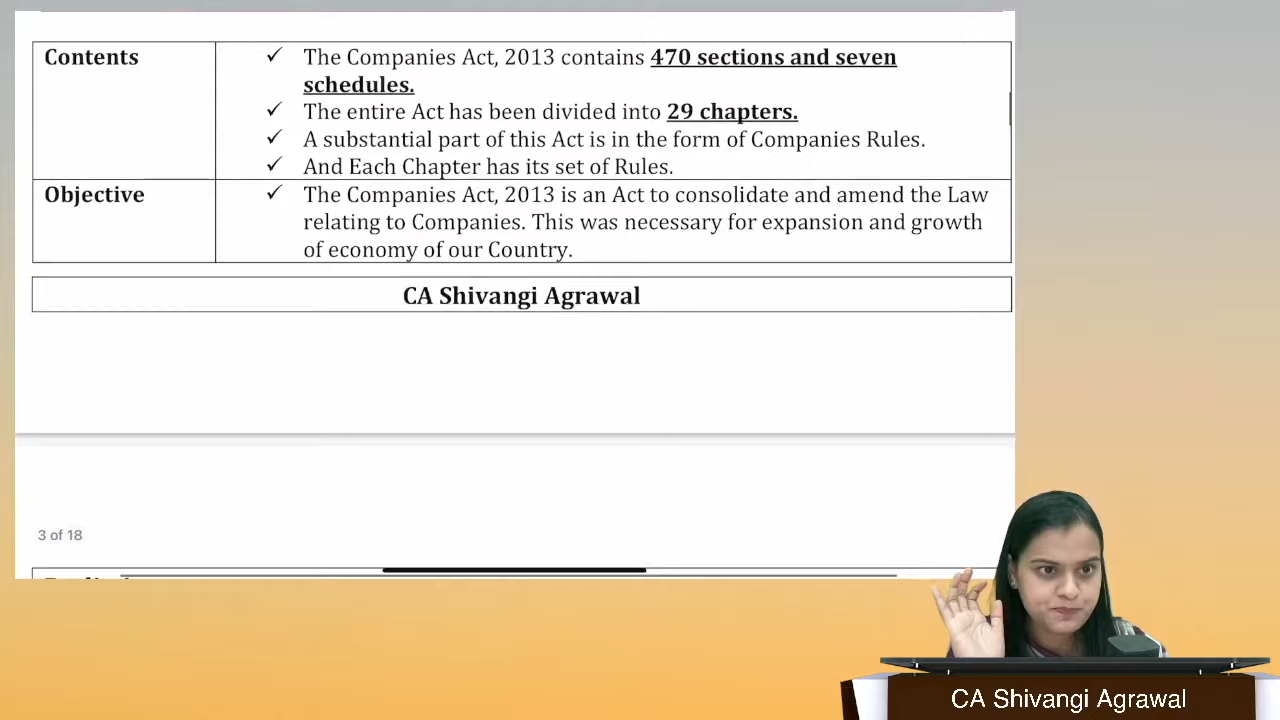 Contents
✓ The Companies Act, 2013 contains 470 sections and seven
schedules.
✓ The entire Act has been divided into 29 chapters.
✓ A substantial part of this Act is in the form of Companies Rules.
✓ And Each Chapter has its set of Rules.
Objective
✓ The Companies Act, 2013 is an Act to consolidate and amend the Law
relating to Companies. This was necessary for expansion and growth
of economy of our Country.
CA Shivangi Agrawal
3 of 18
CA Shivangi Agrawal